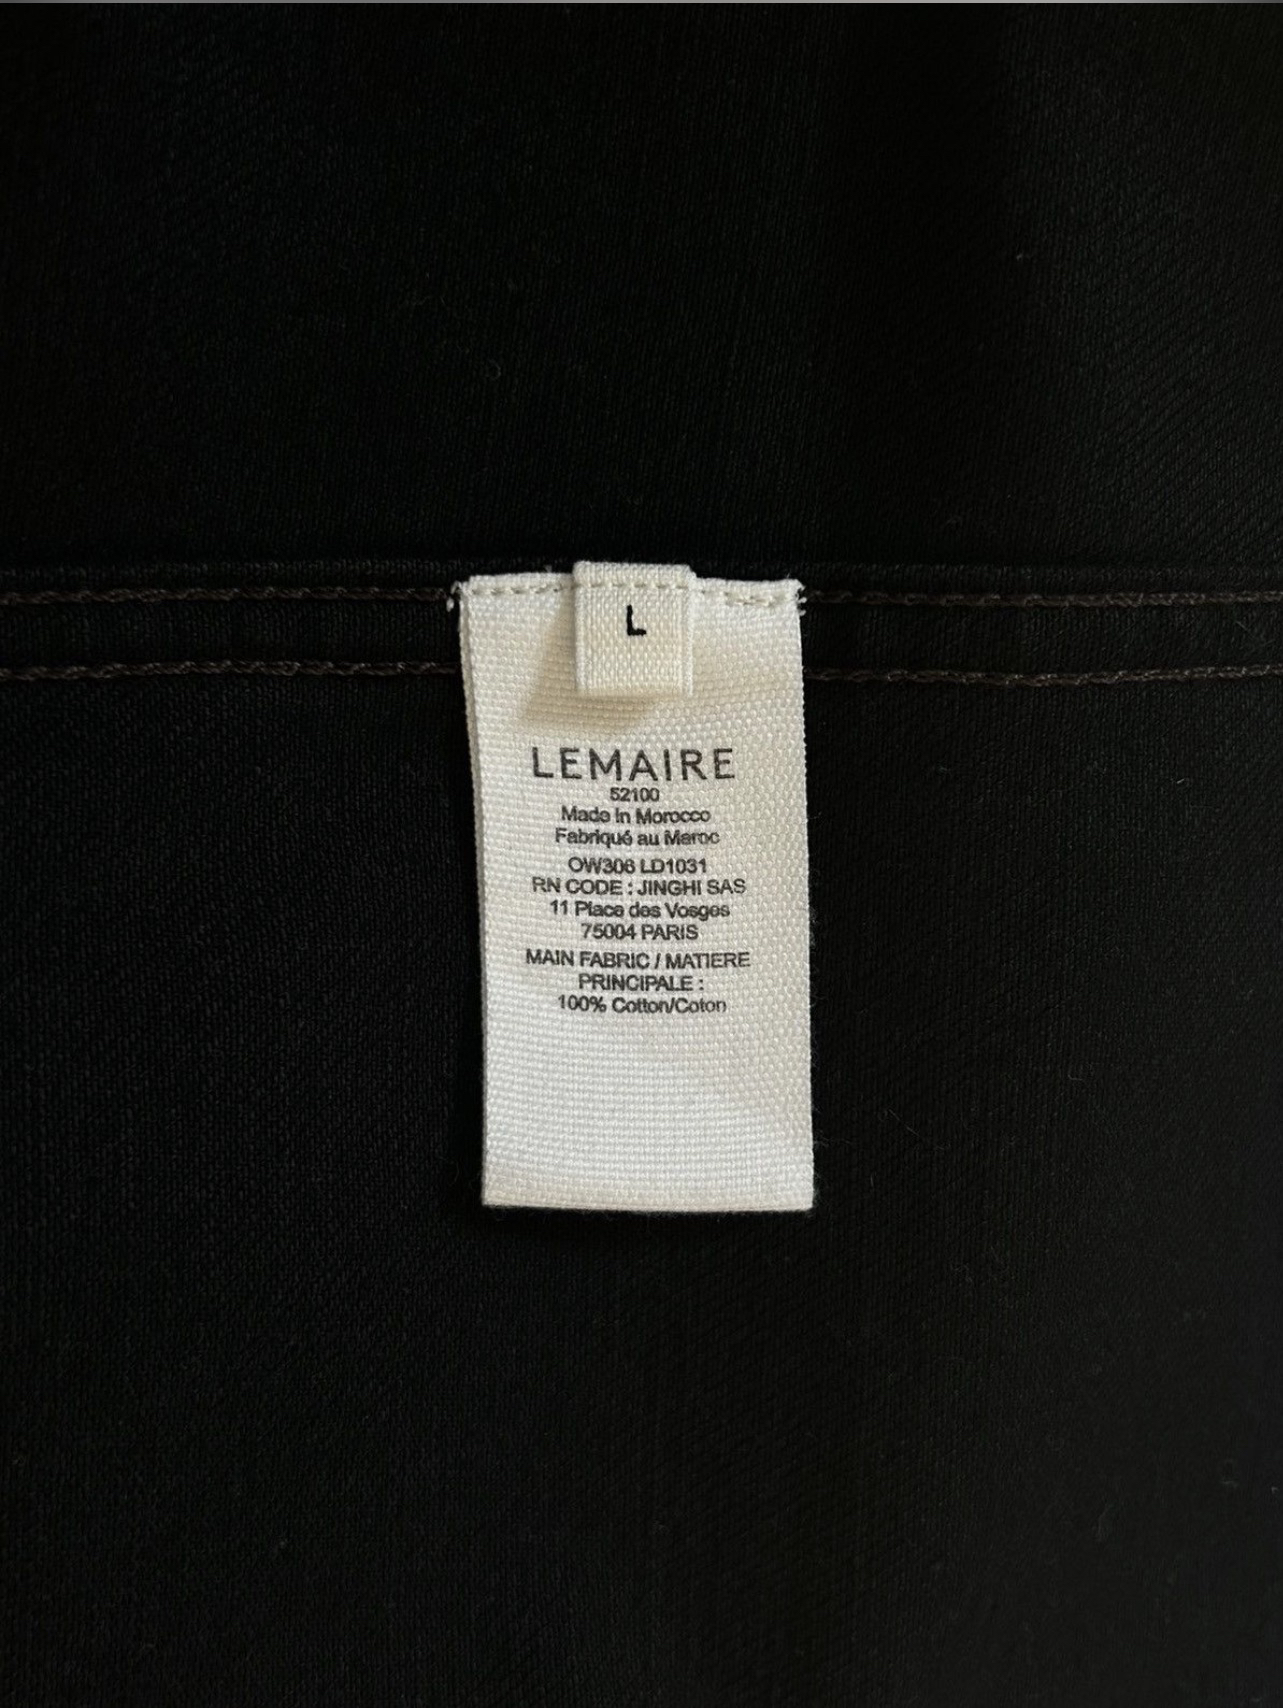 L
LEMAIRE
52100
Made in Morocco
Fabriqué au Maroc
OW306 LD1031
RN CODE : JINGHI SAS
11 Place des Vosges
75004 PARIS
MAIN FABRIC / MATIERE
PRINCIPALE :
100% Cotton/Coton